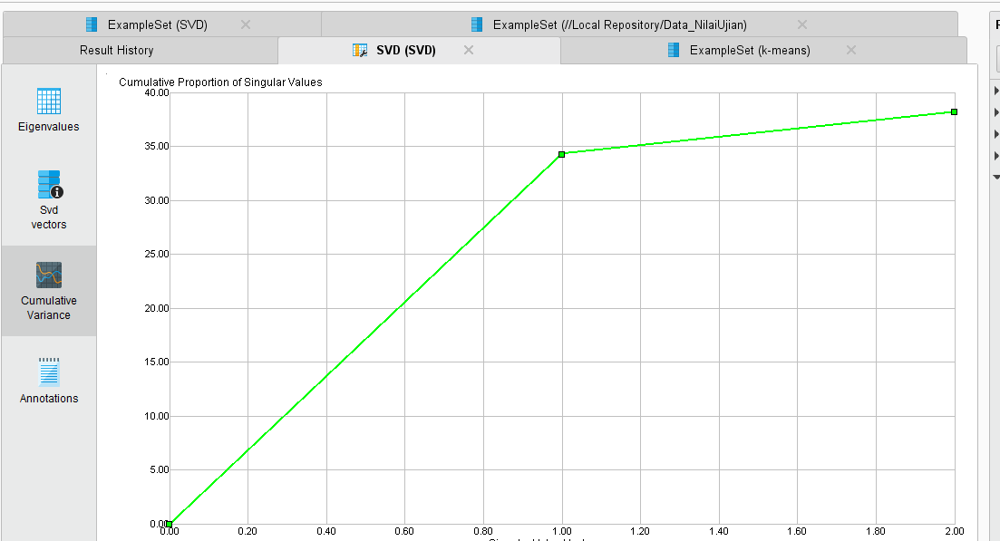 ExampleSet (SVD)
ExampleSet (//Local Repository/Data_NilaiUjian)
Result History
SVD (SVD)
ExampleSet (k-means)
Eigenvalues
Svd
vectors
Cumulative
Variance
Annotations
Cumulative Proportion of Singular Values
40.00
35.00
30.00
25.00
20.00
15.00
10.00
5.00
0.00
0.00 0.20 0.40 0.60 0.80 1.00 1.20 1.40 1.60 1.80 2.00